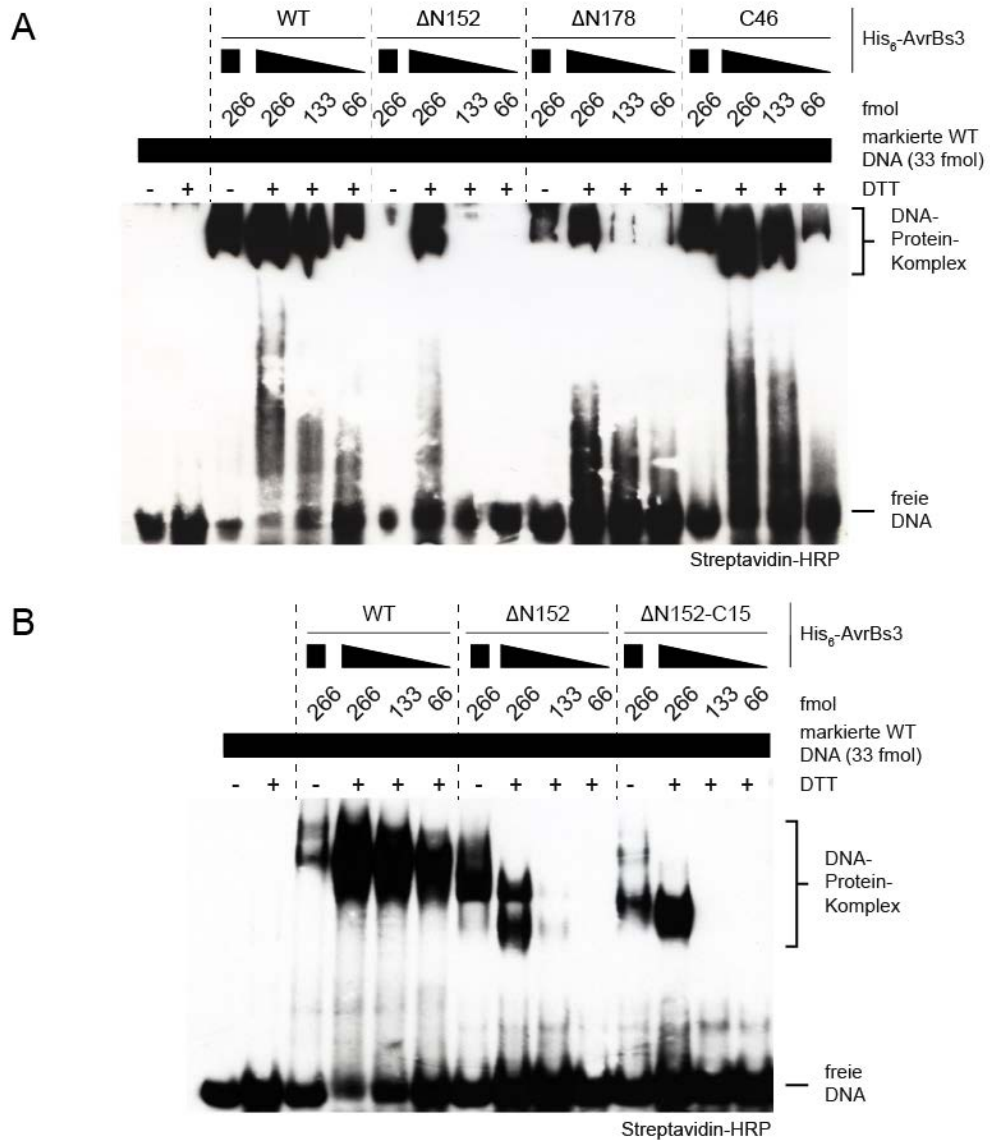 A
WT ΔN152 ΔN178 C46
His6-AvrBs3
266 266 133 66 266 266 133 66 266 266 133 66 266 266 133 66 fmol
markierte WT
DNA (33 fmol)
- + - + + + - + + + - + + + - + + + DTT
DNA-
Protein-
Komplex
freie
DNA
Streptavidin-HRP
B
WT ΔN152 ΔN152-C15
His6-AvrBs3
266 266 133 66 266 266 133 66 266 266 133 66 fmol
markierte WT
DNA (33 fmol)
- + - + + + - + + + - + + + DTT
DNA-
Protein-
Komplex
freie
DNA
Streptavidin-HRP